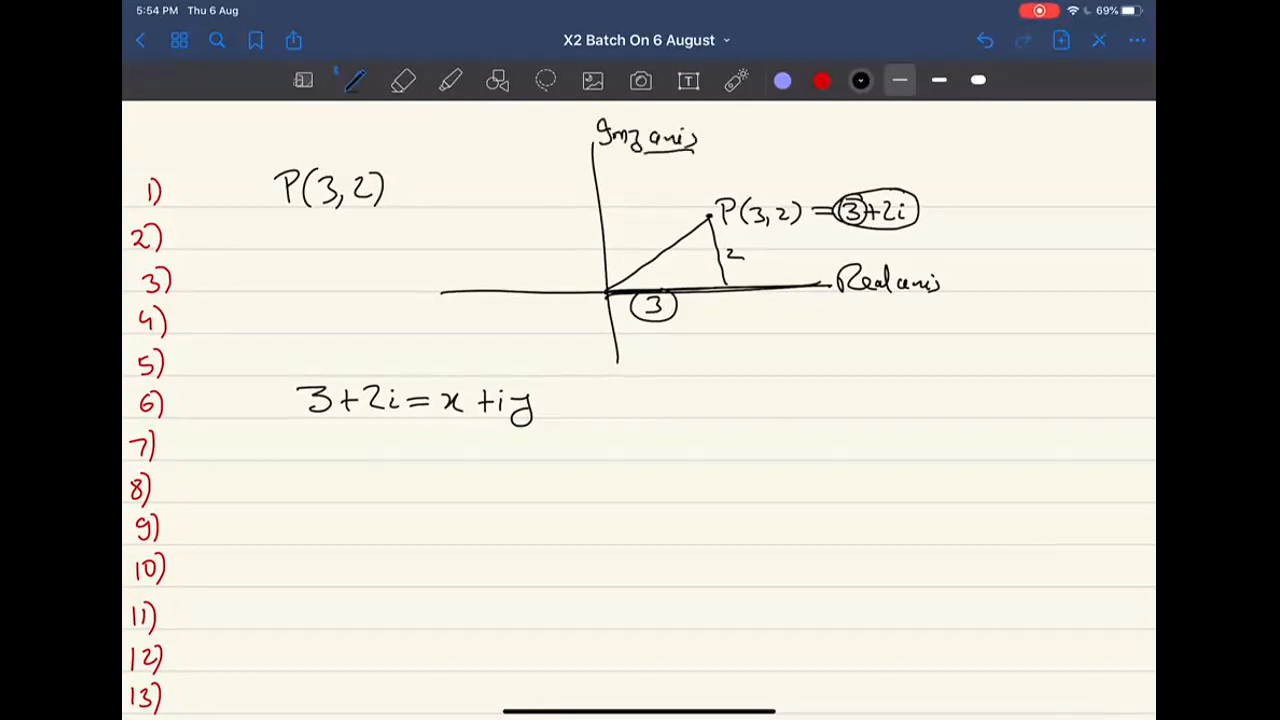 5:54 PM Thu 6 Aug 69%
X2 Batch On 6 August
T
Img axis
1) P(3,2)
P(3,2) = 3+2i
2)
2
3) Real axis
3
4)
5)
6) 3+2i = x + iy
7)
8)
9)
10)
11)
12)
13)